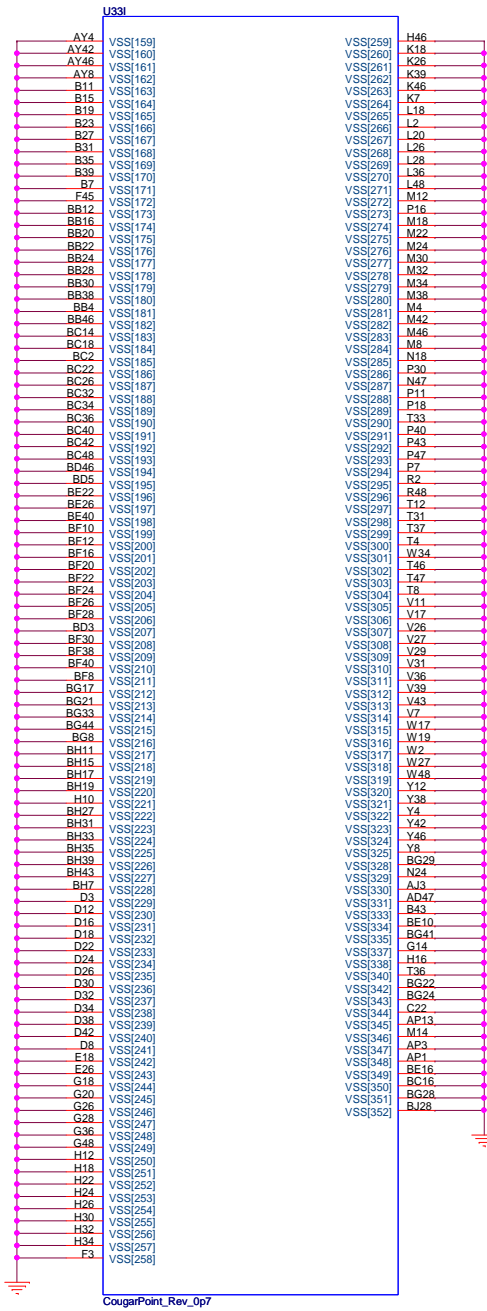 U33I
AY4 VSS[159]
AY42 VSS[160]
AY46 VSS[161]
AY8 VSS[162]
B11 VSS[163]
B15 VSS[164]
B19 VSS[165]
B23 VSS[166]
B27 VSS[167]
B31 VSS[168]
B35 VSS[169]
B39 VSS[170]
B7 VSS[171]
F45 VSS[172]
BB12 VSS[173]
BB16 VSS[174]
BB20 VSS[175]
BB22 VSS[176]
BB24 VSS[177]
BB28 VSS[178]
BB30 VSS[179]
BB38 VSS[180]
BB4 VSS[181]
BB46 VSS[182]
BC14 VSS[183]
BC18 VSS[184]
BC2 VSS[185]
BC22 VSS[186]
BC26 VSS[187]
BC32 VSS[188]
BC34 VSS[189]
BC36 VSS[190]
BC40 VSS[191]
BC42 VSS[192]
BC48 VSS[193]
BD46 VSS[194]
BD5 VSS[195]
BE22 VSS[196]
BE26 VSS[197]
BE40 VSS[198]
BF10 VSS[199]
BF12 VSS[200]
BF16 VSS[201]
BF20 VSS[202]
BF22 VSS[203]
BF24 VSS[204]
BF26 VSS[205]
BF28 VSS[206]
BD3 VSS[207]
BF30 VSS[208]
BF38 VSS[209]
BF40 VSS[210]
BF8 VSS[211]
BG17 VSS[212]
BG21 VSS[213]
BG33 VSS[214]
BG44 VSS[215]
BG8 VSS[216]
BH11 VSS[217]
BH15 VSS[218]
BH17 VSS[219]
BH19 VSS[220]
H10 VSS[221]
BH27 VSS[222]
BH31 VSS[223]
BH33 VSS[224]
BH35 VSS[225]
BH39 VSS[226]
BH43 VSS[227]
BH7 VSS[228]
D3 VSS[229]
D12 VSS[230]
D16 VSS[231]
D18 VSS[232]
D22 VSS[233]
D24 VSS[234]
D26 VSS[235]
D30 VSS[236]
D32 VSS[237]
D34 VSS[238]
D38 VSS[239]
D42 VSS[240]
D8 VSS[241]
E18 VSS[242]
E26 VSS[243]
G18 VSS[244]
G20 VSS[245]
G26 VSS[246]
G28 VSS[247]
G36 VSS[248]
G48 VSS[249]
H12 VSS[250]
H18 VSS[251]
H22 VSS[252]
H24 VSS[253]
H26 VSS[254]
H30 VSS[255]
H32 VSS[256]
H34 VSS[257]
F3 VSS[258]
VSS[259] H46
VSS[260] K18
VSS[261] K26
VSS[262] K39
VSS[263] K46
VSS[264] K7
VSS[265] L18
VSS[266] L2
VSS[267] L20
VSS[268] L26
VSS[269] L28
VSS[270] L36
VSS[271] L48
VSS[272] M12
VSS[273] P16
VSS[274] M18
VSS[275] M22
VSS[276] M24
VSS[277] M30
VSS[278] M32
VSS[279] M34
VSS[280] M38
VSS[281] M4
VSS[282] M42
VSS[283] M46
VSS[284] M8
VSS[285] N18
VSS[286] P30
VSS[287] N47
VSS[288] P11
VSS[289] P18
VSS[290] T33
VSS[291] P40
VSS[292] P43
VSS[293] P47
VSS[294] P7
VSS[295] R2
VSS[296] R48
VSS[297] T12
VSS[298] T31
VSS[299] T37
VSS[300] T4
VSS[301] W34
VSS[302] T46
VSS[303] T47
VSS[304] T8
VSS[305] V11
VSS[306] V17
VSS[307] V26
VSS[308] V27
VSS[309] V29
VSS[310] V31
VSS[311] V36
VSS[312] V39
VSS[313] V43
VSS[314] V7
VSS[315] W17
VSS[316] W19
VSS[317] W2
VSS[318] W27
VSS[319] W48
VSS[320] Y12
VSS[321] Y38
VSS[322] Y4
VSS[323] Y42
VSS[324] Y46
VSS[325] Y8
VSS[328] BG29
VSS[329] N24
VSS[330] AJ3
VSS[331] AD47
VSS[333] B43
VSS[334] BE10
VSS[335] BG41
VSS[337] G14
VSS[338] H16
VSS[340] T36
VSS[342] BG22
VSS[343] BG24
VSS[344] C22
VSS[345] AP13
VSS[346] M14
VSS[347] AP3
VSS[348] AP1
VSS[349] BE16
VSS[350] BC16
VSS[351] BG28
VSS[352] BJ28
CougarPoint_Rev_0p7